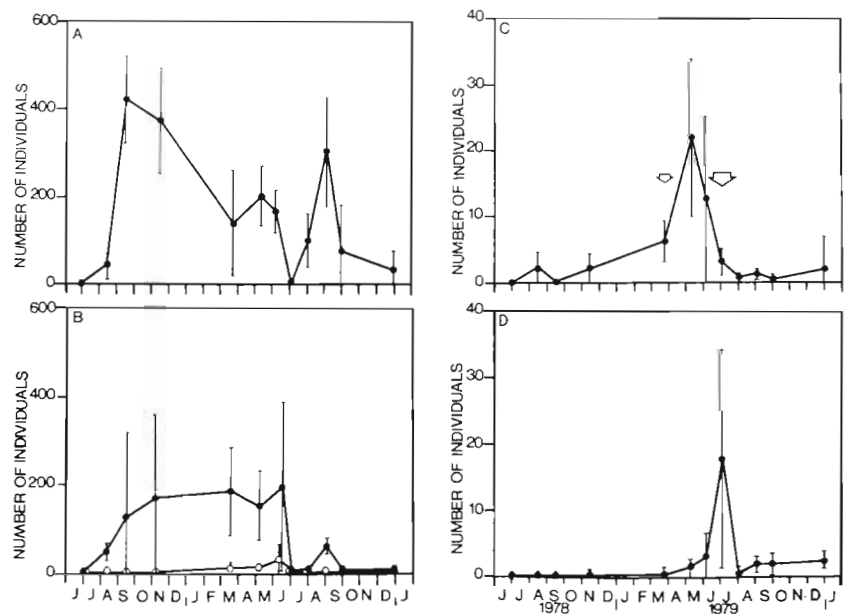 A
NUMBER OF INDIVIDUALS
600
400
200
0
C
NUMBER OF INDIVIDUALS
40
30
20
10
0
B
NUMBER OF INDIVIDUALS
600
400
200
0
J J A S O N D J F M A M J J A S O N D J
D
NUMBER OF INDIVIDUALS
40
30
20
10
0
J J A S O N D J F M A M J J A S O N D J
1978 1979